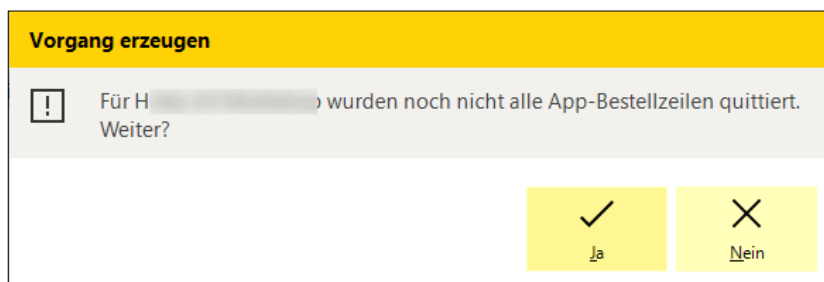 Vorgang erzeugen
Für wurden noch nicht alle App-Bestellzeilen quittiert.
Weiter?
Ja
Nein